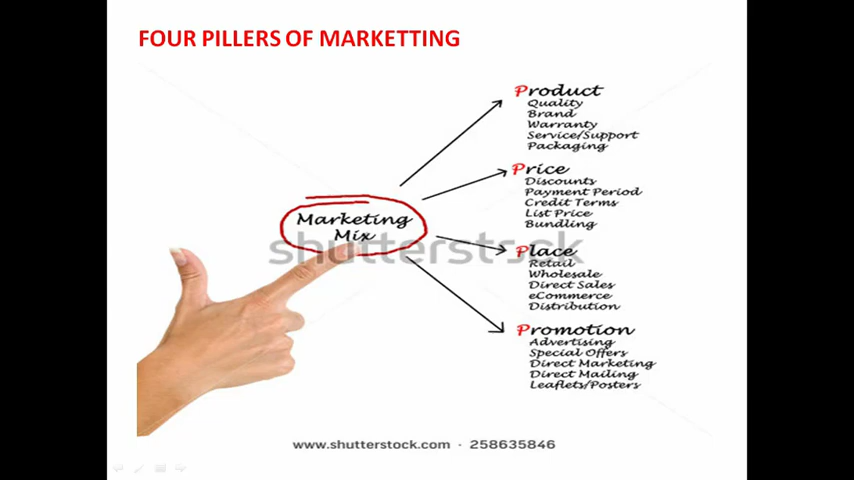 FOUR PILLERS OF MARKETTING
Product
Quality
Brand
Warranty
Service/Support
Packaging
Price
Discounts
Payment Period
Credit Terms
List Price
Bundling
Marketing
Mix
shutterstock
Place
Retail
Wholesale
Direct Sales
eCommerce
Distribution
Promotion
Advertising
Special Offers
Direct Marketing
Direct Mailing
Leaflets/Posters
www.shutterstock.com · 258635846